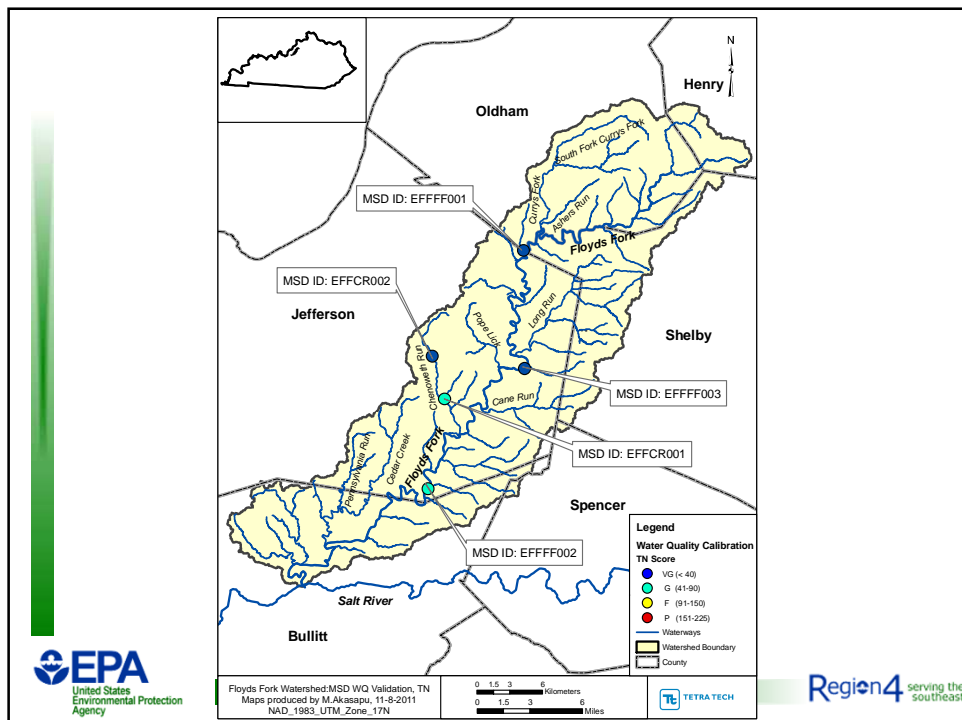 N
Henry
Oldham
South Fork Currys Fork
Currys Fork
MSD ID: EFFFF001
Ashers Run
Floyds Fork
MSD ID: EFFCR002
Long Run
Jefferson
Pope Lick
Shelby
Chenoweth Run
MSD ID: EFFFF003
Cane Run
MSD ID: EFFCR001
Pennsylvania Run
Cedar Creek
Floyds Fork
Spencer
MSD ID: EFFFF002
Salt River
Bullitt
Legend
Water Quality Calibration
TN Score
VG (< 40)
G (41-90)
F (91-150)
P (151-225)
Waterways
Watershed Boundary
County
EPA
United States
Environmental Protection
Agency
Floyds Fork Watershed:MSD WQ Validation, TN
Maps produced by M.Akasapu, 11-8-2011
NAD_1983_UTM_Zone_17N
0 1.5 3 6
Kilometers
0 1.5 3 6
Miles
Tt TETRA TECH
Region 4 serving the
southeast